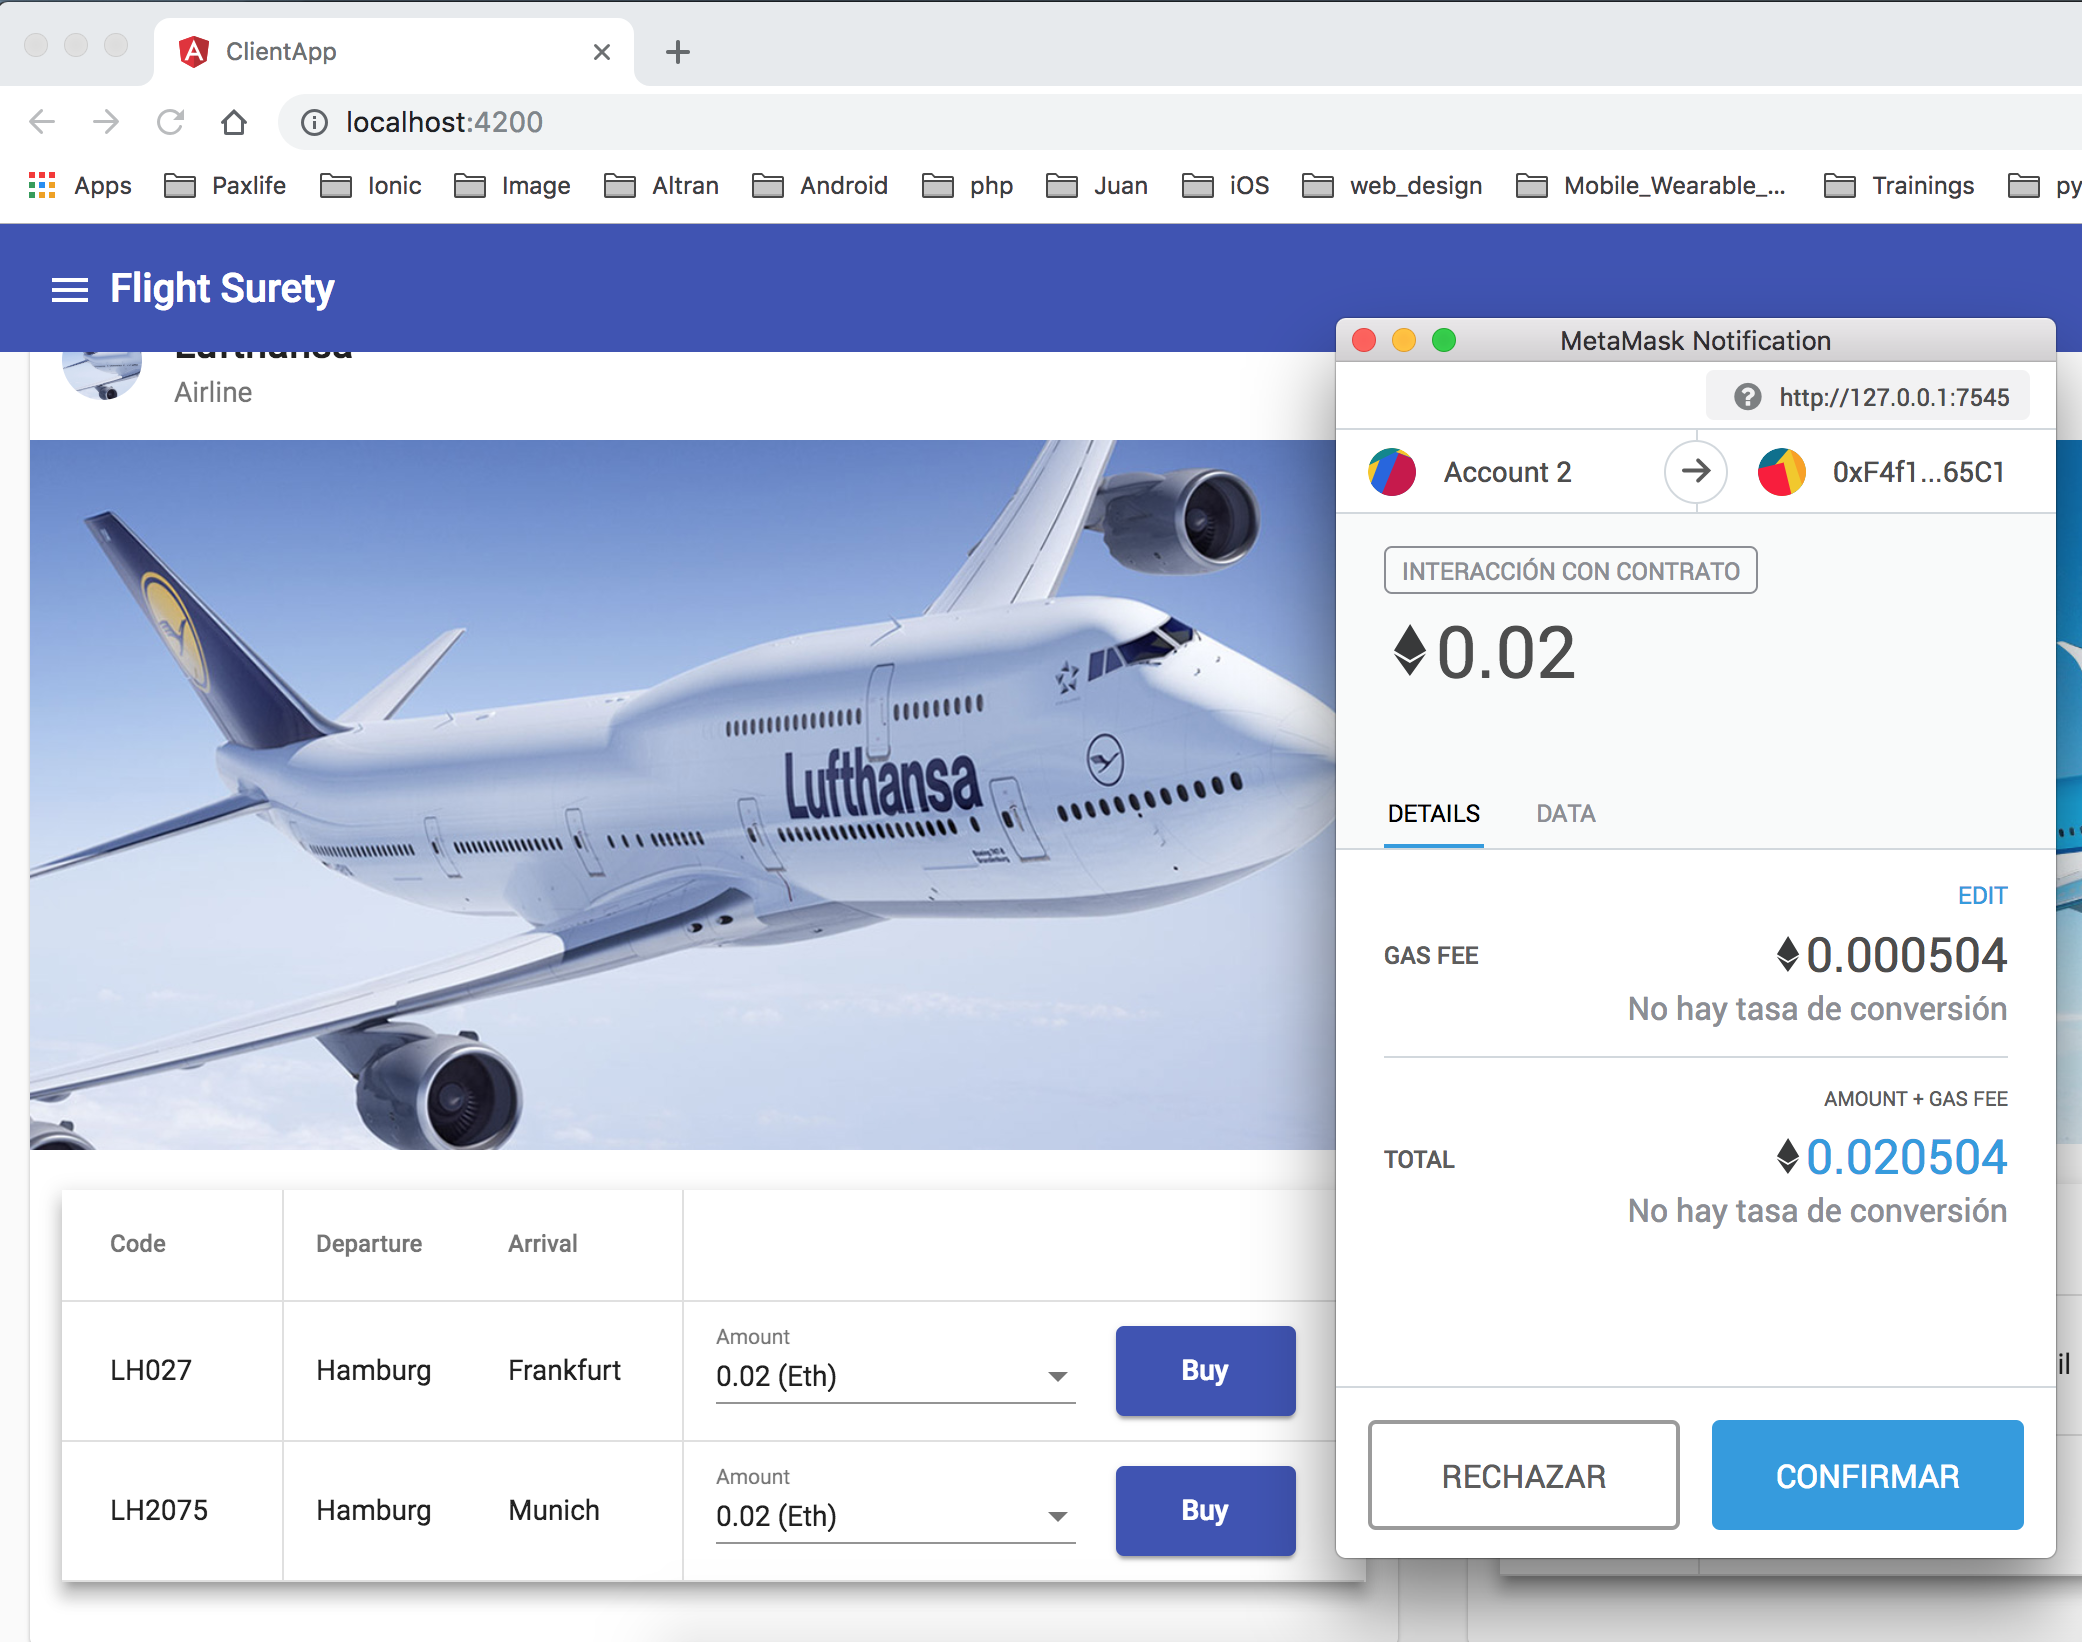 ClientApp
localhost:4200
Apps Paxlife Ionic Image Altran Android php Juan iOS web_design Mobile_Wearable_... Trainings py
Flight Surety
Lufthansa
Airline
Lufthansa
Code Departure Arrival
LH027 Hamburg Frankfurt Amount 0.02 (Eth) Buy
LH2075 Hamburg Munich Amount 0.02 (Eth) Buy
MetaMask Notification
http://127.0.0.1:7545
Account 2 0xF4f1...65C1
INTERACCIÓN CON CONTRATO
0.02
DETAILS DATA
EDIT
GAS FEE 0.000504
No hay tasa de conversión
AMOUNT + GAS FEE
TOTAL 0.020504
No hay tasa de conversión
RECHAZAR CONFIRMAR
il